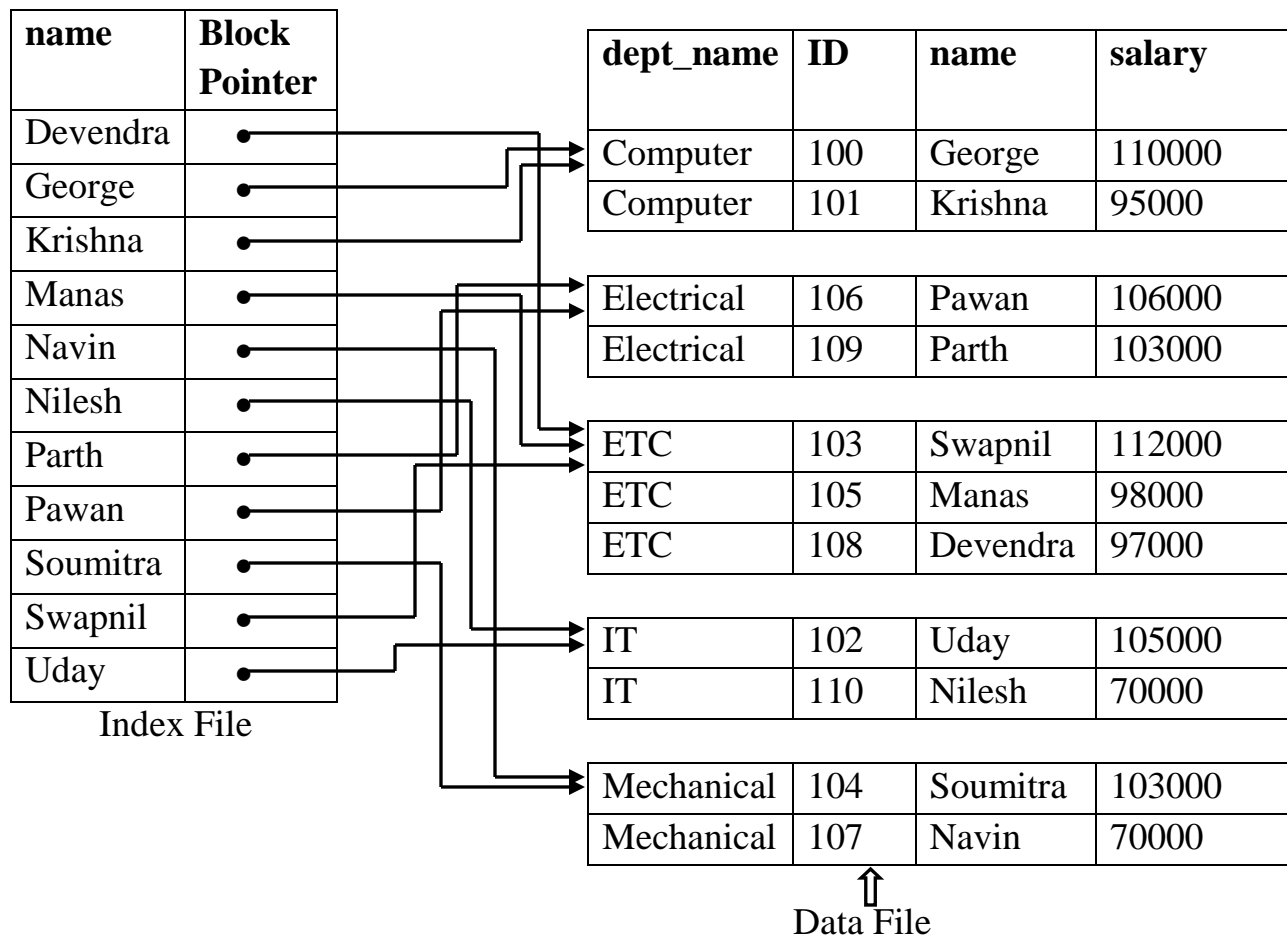 name Block Pointer
Devendra
George
Krishna
Manas
Navin
Nilesh
Parth
Pawan
Soumitra
Swapnil
Uday
Index File
dept_name ID name salary
Computer 100 George 110000
Computer 101 Krishna 95000
Electrical 106 Pawan 106000
Electrical 109 Parth 103000
ETC 103 Swapnil 112000
ETC 105 Manas 98000
ETC 108 Devendra 97000
IT 102 Uday 105000
IT 110 Nilesh 70000
Mechanical 104 Soumitra 103000
Mechanical 107 Navin 70000
Data File